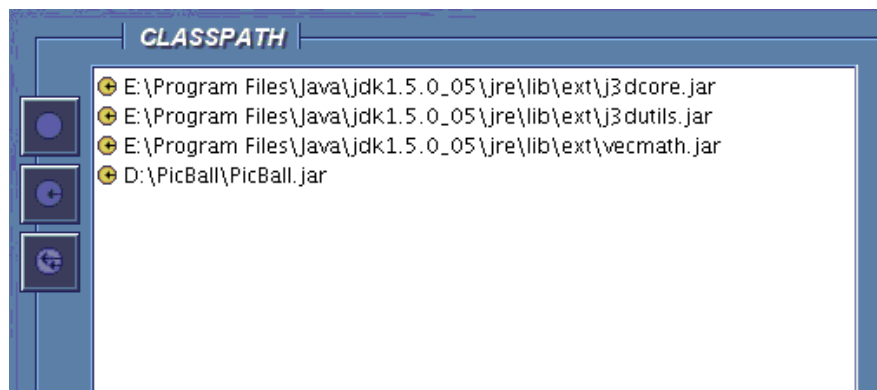 CLASSPATH
E:\Program Files\Java\jdk1.5.0_05\jre\lib\ext\j3dcore.jar
E:\Program Files\Java\jdk1.5.0_05\jre\lib\ext\j3dutils.jar
E:\Program Files\Java\jdk1.5.0_05\jre\lib\ext\vecmath.jar
D:\PicBall\PicBall.jar